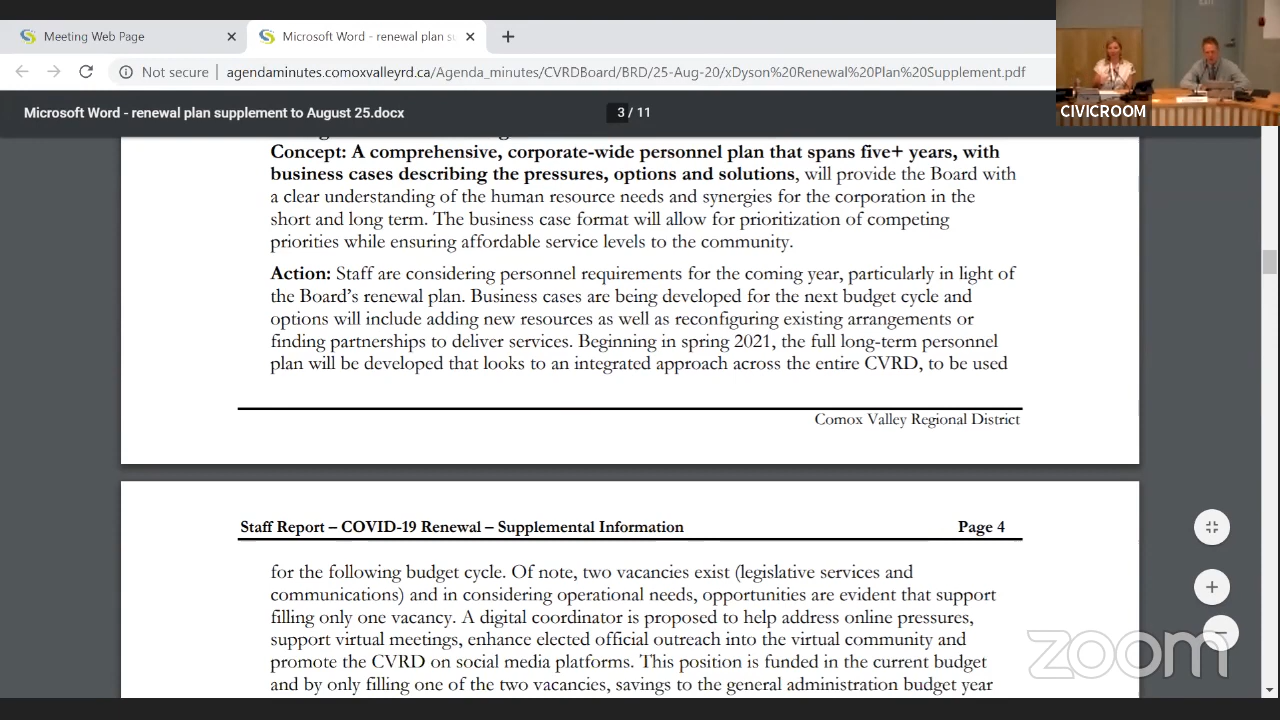 Meeting Web Page
Microsoft Word - renewal plan su
Not secure | agendaminutes.comoxvalleyrd.ca/Agenda_minutes/CVRDBoard/BRD/25-Aug-20/xDyson%20Renewal%20Plan%20Supplement.pdf
CIVICROOM
Microsoft Word - renewal plan supplement to August 25.docx
3 / 11
Concept: A comprehensive, corporate-wide personnel plan that spans five+ years, with
business cases describing the pressures, options and solutions, will provide the Board with
a clear understanding of the human resource needs and synergies for the corporation in the
short and long term. The business case format will allow for prioritization of competing
priorities while ensuring affordable service levels to the community.
Action: Staff are considering personnel requirements for the coming year, particularly in light of
the Board's renewal plan. Business cases are being developed for the next budget cycle and
options will include adding new resources as well as reconfiguring existing arrangements or
finding partnerships to deliver services. Beginning in spring 2021, the full long-term personnel
plan will be developed that looks to an integrated approach across the entire CVRD, to be used
Comox Valley Regional District
Staff Report – COVID-19 Renewal – Supplemental Information
Page 4
for the following budget cycle. Of note, two vacancies exist (legislative services and
communications) and in considering operational needs, opportunities are evident that support
filling only one vacancy. A digital coordinator is proposed to help address online pressures,
support virtual meetings, enhance elected official outreach into the virtual community and
promote the CVRD on social media platforms. This position is funded in the current budget
and by only filling one of the two vacancies, savings to the general administration budget year
zoom